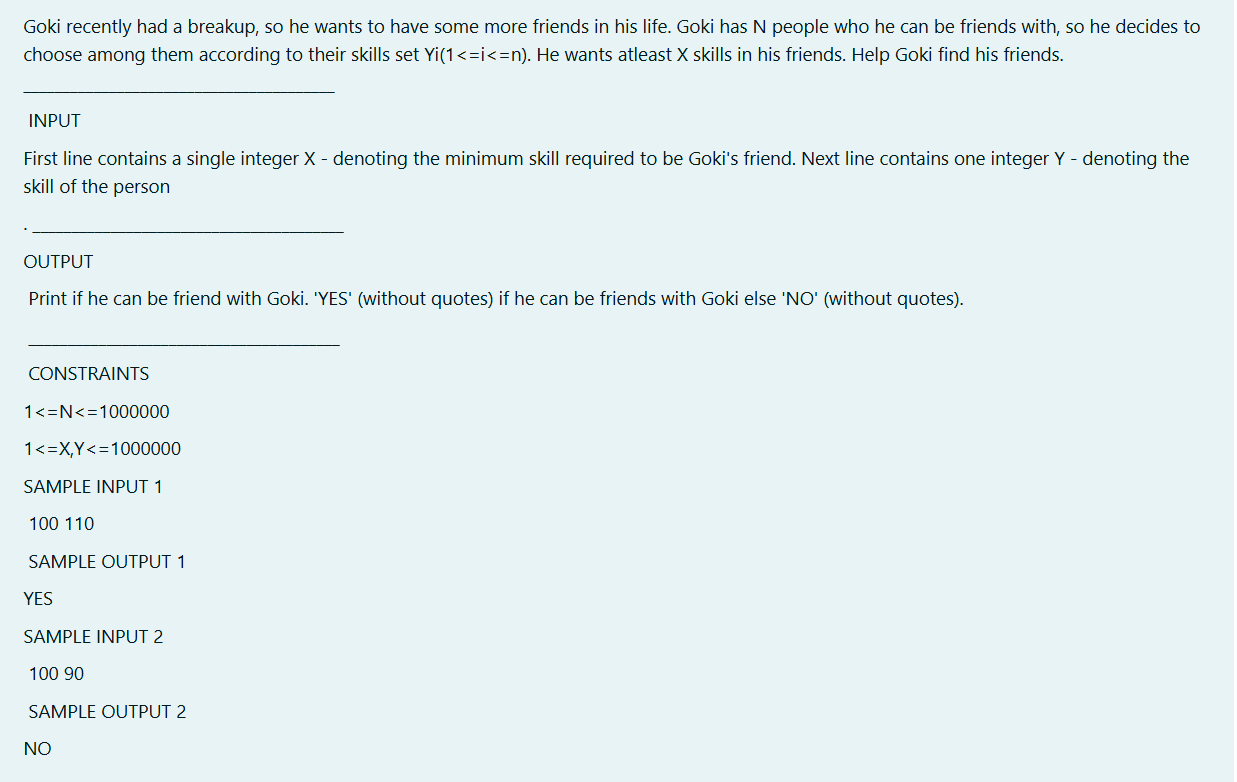 Goki recently had a breakup, so he wants to have some more friends in his life. Goki has N people who he can be friends with, so he decides to
choose among them according to their skills set Yi(1<=i<=n). He wants atleast X skills in his friends. Help Goki find his friends.
________________________________________
INPUT
First line contains a single integer X - denoting the minimum skill required to be Goki's friend. Next line contains one integer Y - denoting the
skill of the person
. ________________________________________
OUTPUT
Print if he can be friend with Goki. 'YES' (without quotes) if he can be friends with Goki else 'NO' (without quotes).
________________________________________
CONSTRAINTS
1<=N<=1000000
1<=X,Y<=1000000
SAMPLE INPUT 1
100 110
SAMPLE OUTPUT 1
YES
SAMPLE INPUT 2
100 90
SAMPLE OUTPUT 2
NO